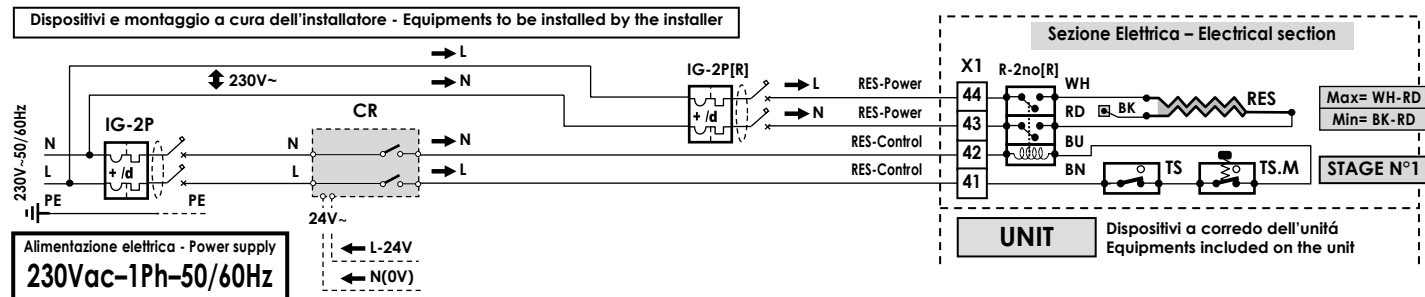 Dispositivi e montaggio a cura dell'installatore - Equipments to be installed by the installer
L
230V~
N
IG-2P[R]
L
N
RES-Power
RES-Power
RES-Control
RES-Control
IG-2P
CR
N
L
PE
230V~50/60Hz
+ /d
PE
N
L
N
L
+ /d
24V~
L-24V
N(0V)
Alimentazione elettrica - Power supply
230Vac–1Ph–50/60Hz
Sezione Elettrica – Electrical section
X1
R-2no[R]
44
43
42
41
WH
RD
BK
BU
BN
RES
TS
TS.M
Max= WH-RD
Min= BK-RD
STAGE N°1
UNIT
Dispositivi a corredo dell'unitá
Equipments included on the unit